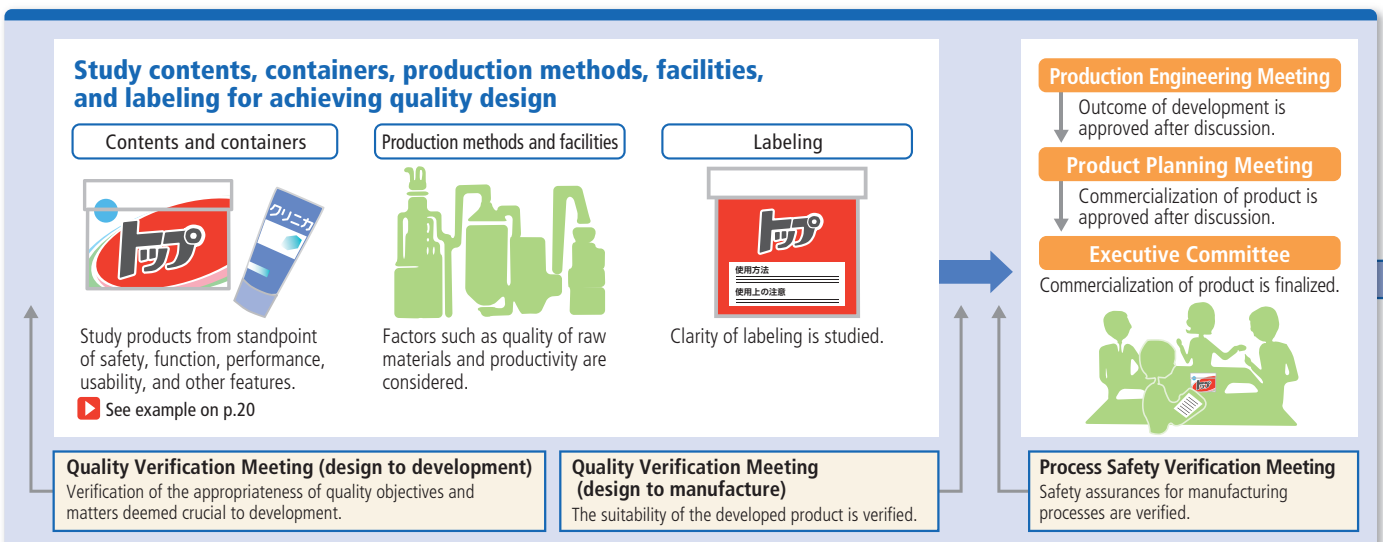 Study contents, containers, production methods, facilities,
and labeling for achieving quality design
Contents and containers
トップ
クリニカ
Study products from standpoint
of safety, function, performance,
usability, and other features.
See example on p.20
Production methods and facilities
Factors such as quality of raw
materials and productivity are
considered.
Labeling
トップ
使用方法
使用上の注意
Clarity of labeling is studied.
Production Engineering Meeting
Outcome of development is
approved after discussion.
Product Planning Meeting
Commercialization of product is
approved after discussion.
Executive Committee
Commercialization of product is finalized.
トップ
Quality Verification Meeting (design to development)
Verification of the appropriateness of quality objectives and
matters deemed crucial to development.
Quality Verification Meeting
(design to manufacture)
The suitability of the developed product is verified.
Process Safety Verification Meeting
Safety assurances for manufacturing
processes are verified.